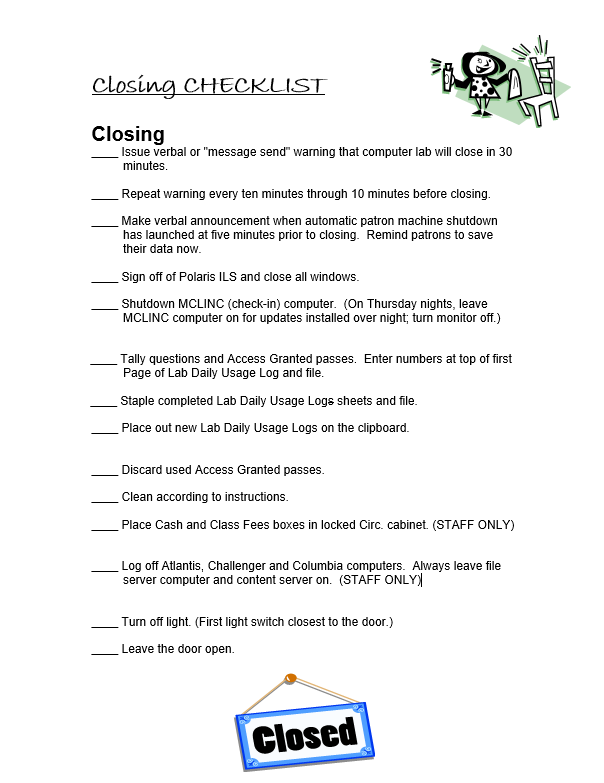 Closing CHECKLIST
Closing
____ Issue verbal or "message send" warning that computer lab will close in 30
minutes.
____ Repeat warning every ten minutes through 10 minutes before closing.
____ Make verbal announcement when automatic patron machine shutdown
has launched at five minutes prior to closing.  Remind patrons to save
their data now.
____ Sign off of Polaris ILS and close all windows.
____ Shutdown MCLINC (check-in) computer.  (On Thursday nights, leave
MCLINC computer on for updates installed over night; turn monitor off.)
____ Tally questions and Access Granted passes.  Enter numbers at top of first
Page of Lab Daily Usage Log and file.
____ Staple completed Lab Daily Usage Logs sheets and file.
____ Place out new Lab Daily Usage Logs on the clipboard.
____ Discard used Access Granted passes.
____ Clean according to instructions.
____ Place Cash and Class Fees boxes in locked Circ. cabinet. (STAFF ONLY)
____ Log off Atlantis, Challenger and Columbia computers.  Always leave file
server computer and content server on.  (STAFF ONLY)
____ Turn off light. (First light switch closest to the door.)
____ Leave the door open.
Closed